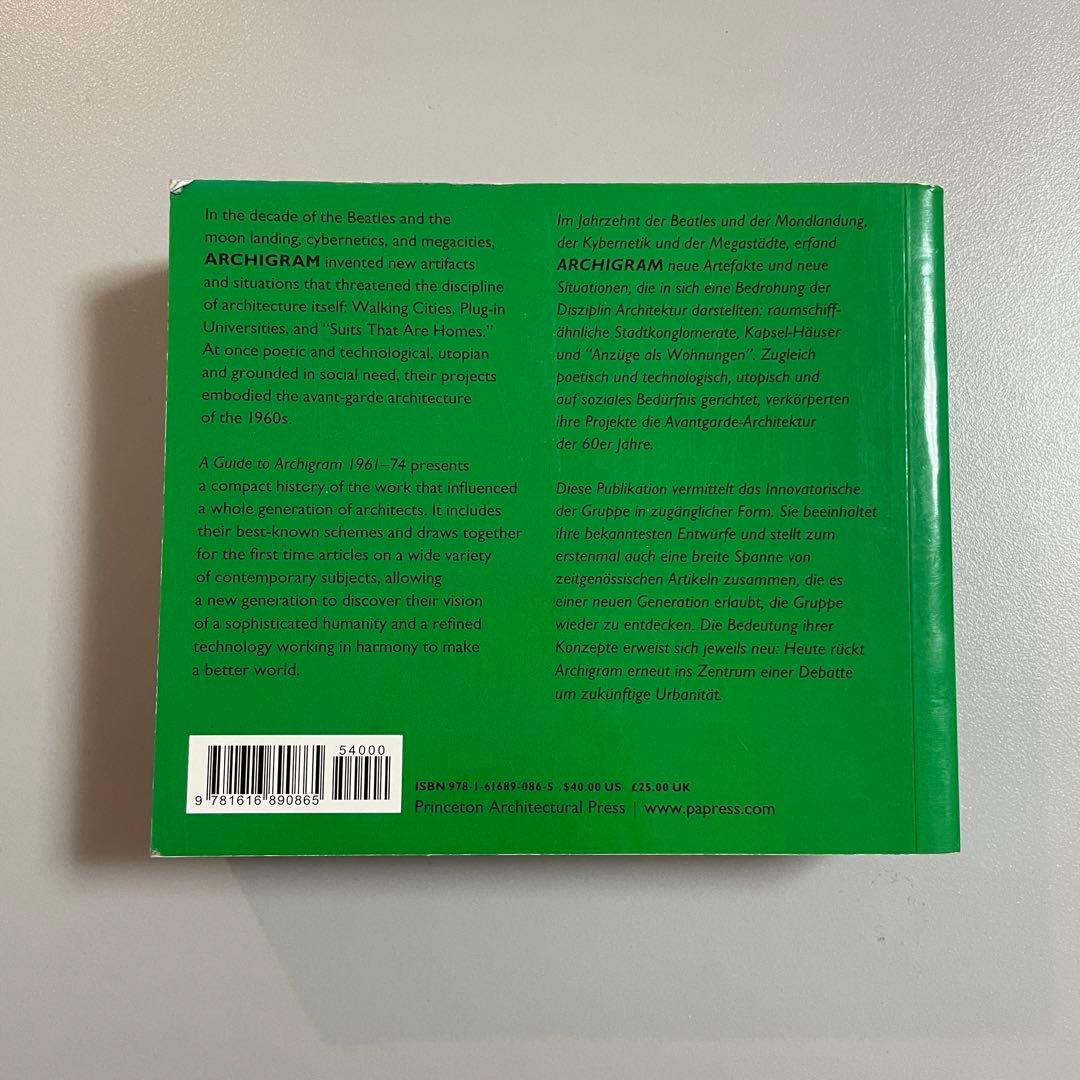 In the decade of the Beatles and the
moon landing, cybernetics, and megacities,
ARCHIGRAM invented new artifacts
and situations that threatened the discipline
of architecture itself: Walking Cities, Plug-in
Universities, and “Suits That Are Homes.”
At once poetic and technological, utopian
and grounded in social need, their projects
embodied the avant-garde architecture
of the 1960s.
A Guide to Archigram 1961–74 presents
a compact history of the work that influenced
a whole generation of architects. It includes
their best-known schemes and draws together
for the first time articles on a wide variety
of contemporary subjects, allowing
a new generation to discover their vision
of a sophisticated humanity and a refined
technology working in harmony to make
a better world.
Im Jahrzehnt der Beatles und der Mondlandung,
der Kybernetik und der Megastädte, erfand
ARCHIGRAM neue Artefakte und neue
Situationen, die in sich eine Bedrohung der
Disziplin Architektur darstellten: raumschiff-
ähnliche Stadtkonglomerate, Kapsel-Häuser
und “Anzüge als Wohnungen”. Zugleich
poetisch und technologisch, utopisch und
auf soziales Bedürfnis gerichtet, verkörperten
ihre Projekte die Avantgarde-Architektur
der 60er Jahre.
Diese Publikation vermittelt das Innovatorische
der Gruppe in zugänglicher Form. Sie beeinhaltet
ihre bekanntesten Entwürfe und stellt zum
erstenmal auch eine breite Spanne von
zeitgenössischen Artikeln zusammen, die es
einer neuen Generation erlaubt, die Gruppe
wieder zu entdecken. Die Bedeutung ihrer
Konzepte erweist sich jeweils neu: Heute rückt
Archigram erneut ins Zentrum einer Debatte
um zukünftige Urbanität.
54000
9 781616 890865
ISBN 978-1-61689-086-5 $40.00 US £25.00 UK
Princeton Architectural Press | www.papress.com